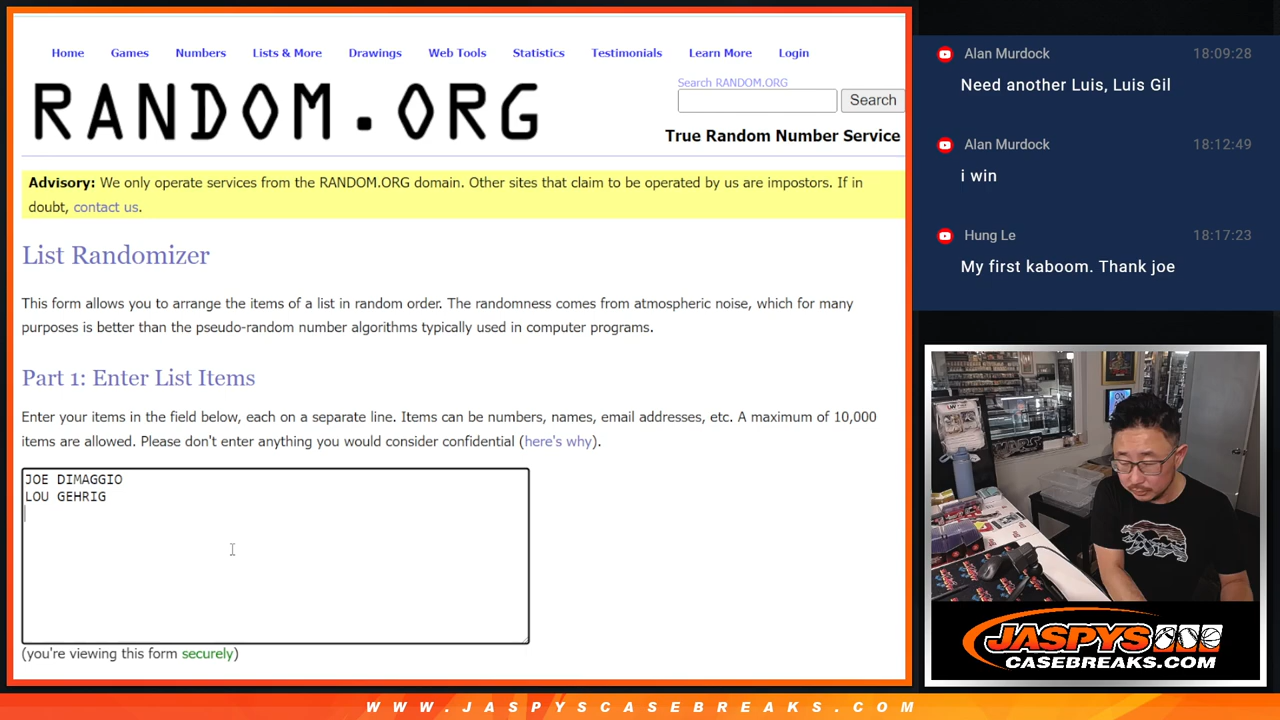 Home Games Numbers Lists & More Drawings Web Tools Statistics Testimonials Learn More Login
RANDOM.ORG
Search RANDOM.ORG
Search
True Random Number Service
Advisory: We only operate services from the RANDOM.ORG domain. Other sites that claim to be operated by us are impostors. If in
doubt, contact us.
List Randomizer
This form allows you to arrange the items of a list in random order. The randomness comes from atmospheric noise, which for many
purposes is better than the pseudo-random number algorithms typically used in computer programs.
Part 1: Enter List Items
Enter your items in the field below, each on a separate line. Items can be numbers, names, email addresses, etc. A maximum of 10,000
items are allowed. Please don't enter anything you would consider confidential (here's why).
JOE DIMAGGIO
LOU GEHRIG
(you're viewing this form securely)
Alan Murdock 18:09:28
Need another Luis, Luis Gil
Alan Murdock 18:12:49
i win
Hung Le 18:17:23
My first kaboom. Thank joe
JASPYS
CASEBREAKS.COM
WWW.JASPYSCASEBREAKS.COM